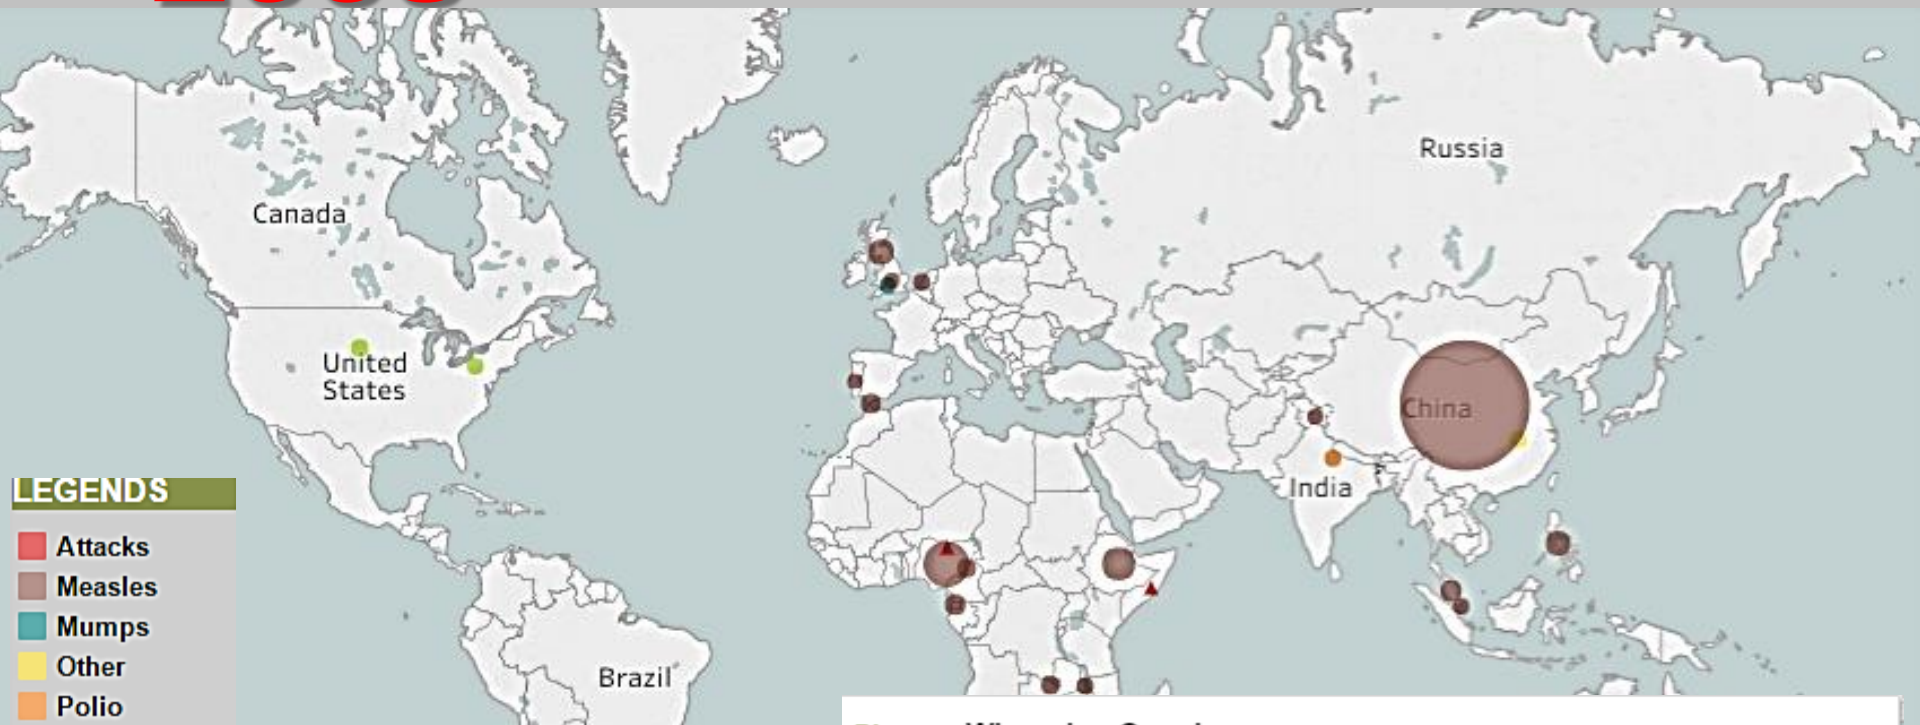 Canada
Russia
United
States
China
India
Brazil
LEGENDS
Attacks
Measles
Mumps
Other
Polio